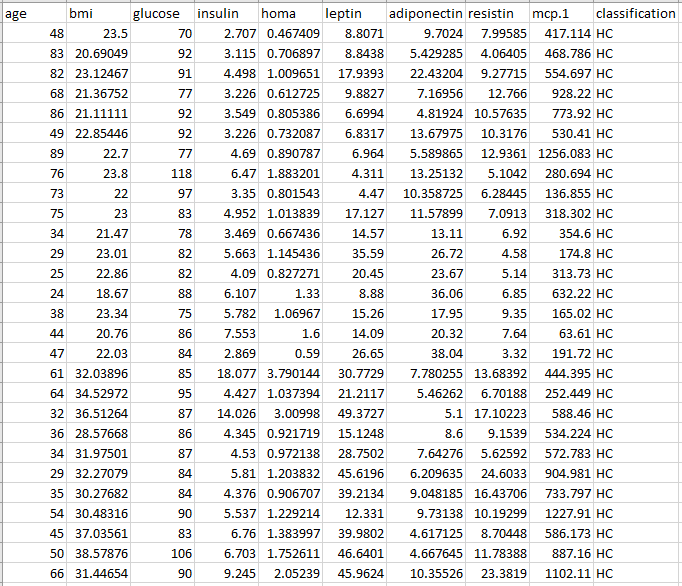 age bmi glucose insulin homa leptin adiponectin resistin mcp.1 classification
48 23.5 70 2.707 0.467409 8.8071 9.7024 7.99585 417.114 HC
83 20.69049 92 3.115 0.706897 8.8438 5.429285 4.06405 468.786 HC
82 23.12467 91 4.498 1.009651 17.9393 22.43204 9.27715 554.697 HC
68 21.36752 77 3.226 0.612725 9.8827 7.16956 12.766 928.22 HC
86 21.11111 92 3.549 0.805386 6.6994 4.81924 10.57635 773.92 HC
49 22.85446 92 3.226 0.732087 6.8317 13.67975 10.3176 530.41 HC
89 22.7 77 4.69 0.890787 6.964 5.589865 12.9361 1256.083 HC
76 23.8 118 6.47 1.883201 4.311 13.25132 5.1042 280.694 HC
73 22 97 3.35 0.801543 4.47 10.358725 6.28445 136.855 HC
75 23 83 4.952 1.013839 17.127 11.57899 7.0913 318.302 HC
34 21.47 78 3.469 0.667436 14.57 13.11 6.92 354.6 HC
29 23.01 82 5.663 1.145436 35.59 26.72 4.58 174.8 HC
25 22.86 82 4.09 0.827271 20.45 23.67 5.14 313.73 HC
24 18.67 88 6.107 1.33 8.88 36.06 6.85 632.22 HC
38 23.34 75 5.782 1.06967 15.26 17.95 9.35 165.02 HC
44 20.76 86 7.553 1.6 14.09 20.32 7.64 63.61 HC
47 22.03 84 2.869 0.59 26.65 38.04 3.32 191.72 HC
61 32.03896 85 18.077 3.790144 30.7729 7.780255 13.68392 444.395 HC
64 34.52972 95 4.427 1.037394 21.2117 5.46262 6.70188 252.449 HC
32 36.51264 87 14.026 3.00998 49.3727 5.1 17.10223 588.46 HC
36 28.57668 86 4.345 0.921719 15.1248 8.6 9.1539 534.224 HC
34 31.97501 87 4.53 0.972138 28.7502 7.64276 5.62592 572.783 HC
29 32.27079 84 5.81 1.203832 45.6196 6.209635 24.6033 904.981 HC
35 30.27682 84 4.376 0.906707 39.2134 9.048185 16.43706 733.797 HC
54 30.48316 90 5.537 1.229214 12.331 9.73138 10.19299 1227.91 HC
45 37.03561 83 6.76 1.383997 39.9802 4.617125 8.70448 586.173 HC
50 38.57876 106 6.703 1.752611 46.6401 4.667645 11.78388 887.16 HC
66 31.44654 90 9.245 2.05239 45.9624 10.35526 23.3819 1102.11 HC